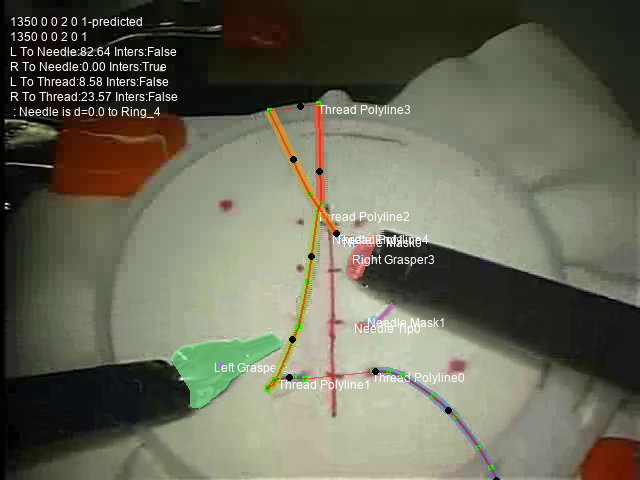 1350 0 0 2 0 1-predicted
1350 0 0 2 0 1
L To Needle:82.64 Inters:False
R To Needle:0.00 Inters:True
L To Thread:8.58 Inters:False
R To Thread:23.57 Inters:False
: Needle is d=0.0 to Ring_4
Thread Polyline3
Thread Polyline2
Right Grasper3
Needle Mask1
Needle Tip0
Left Graspe
Thread Polyline1
Thread Polyline0